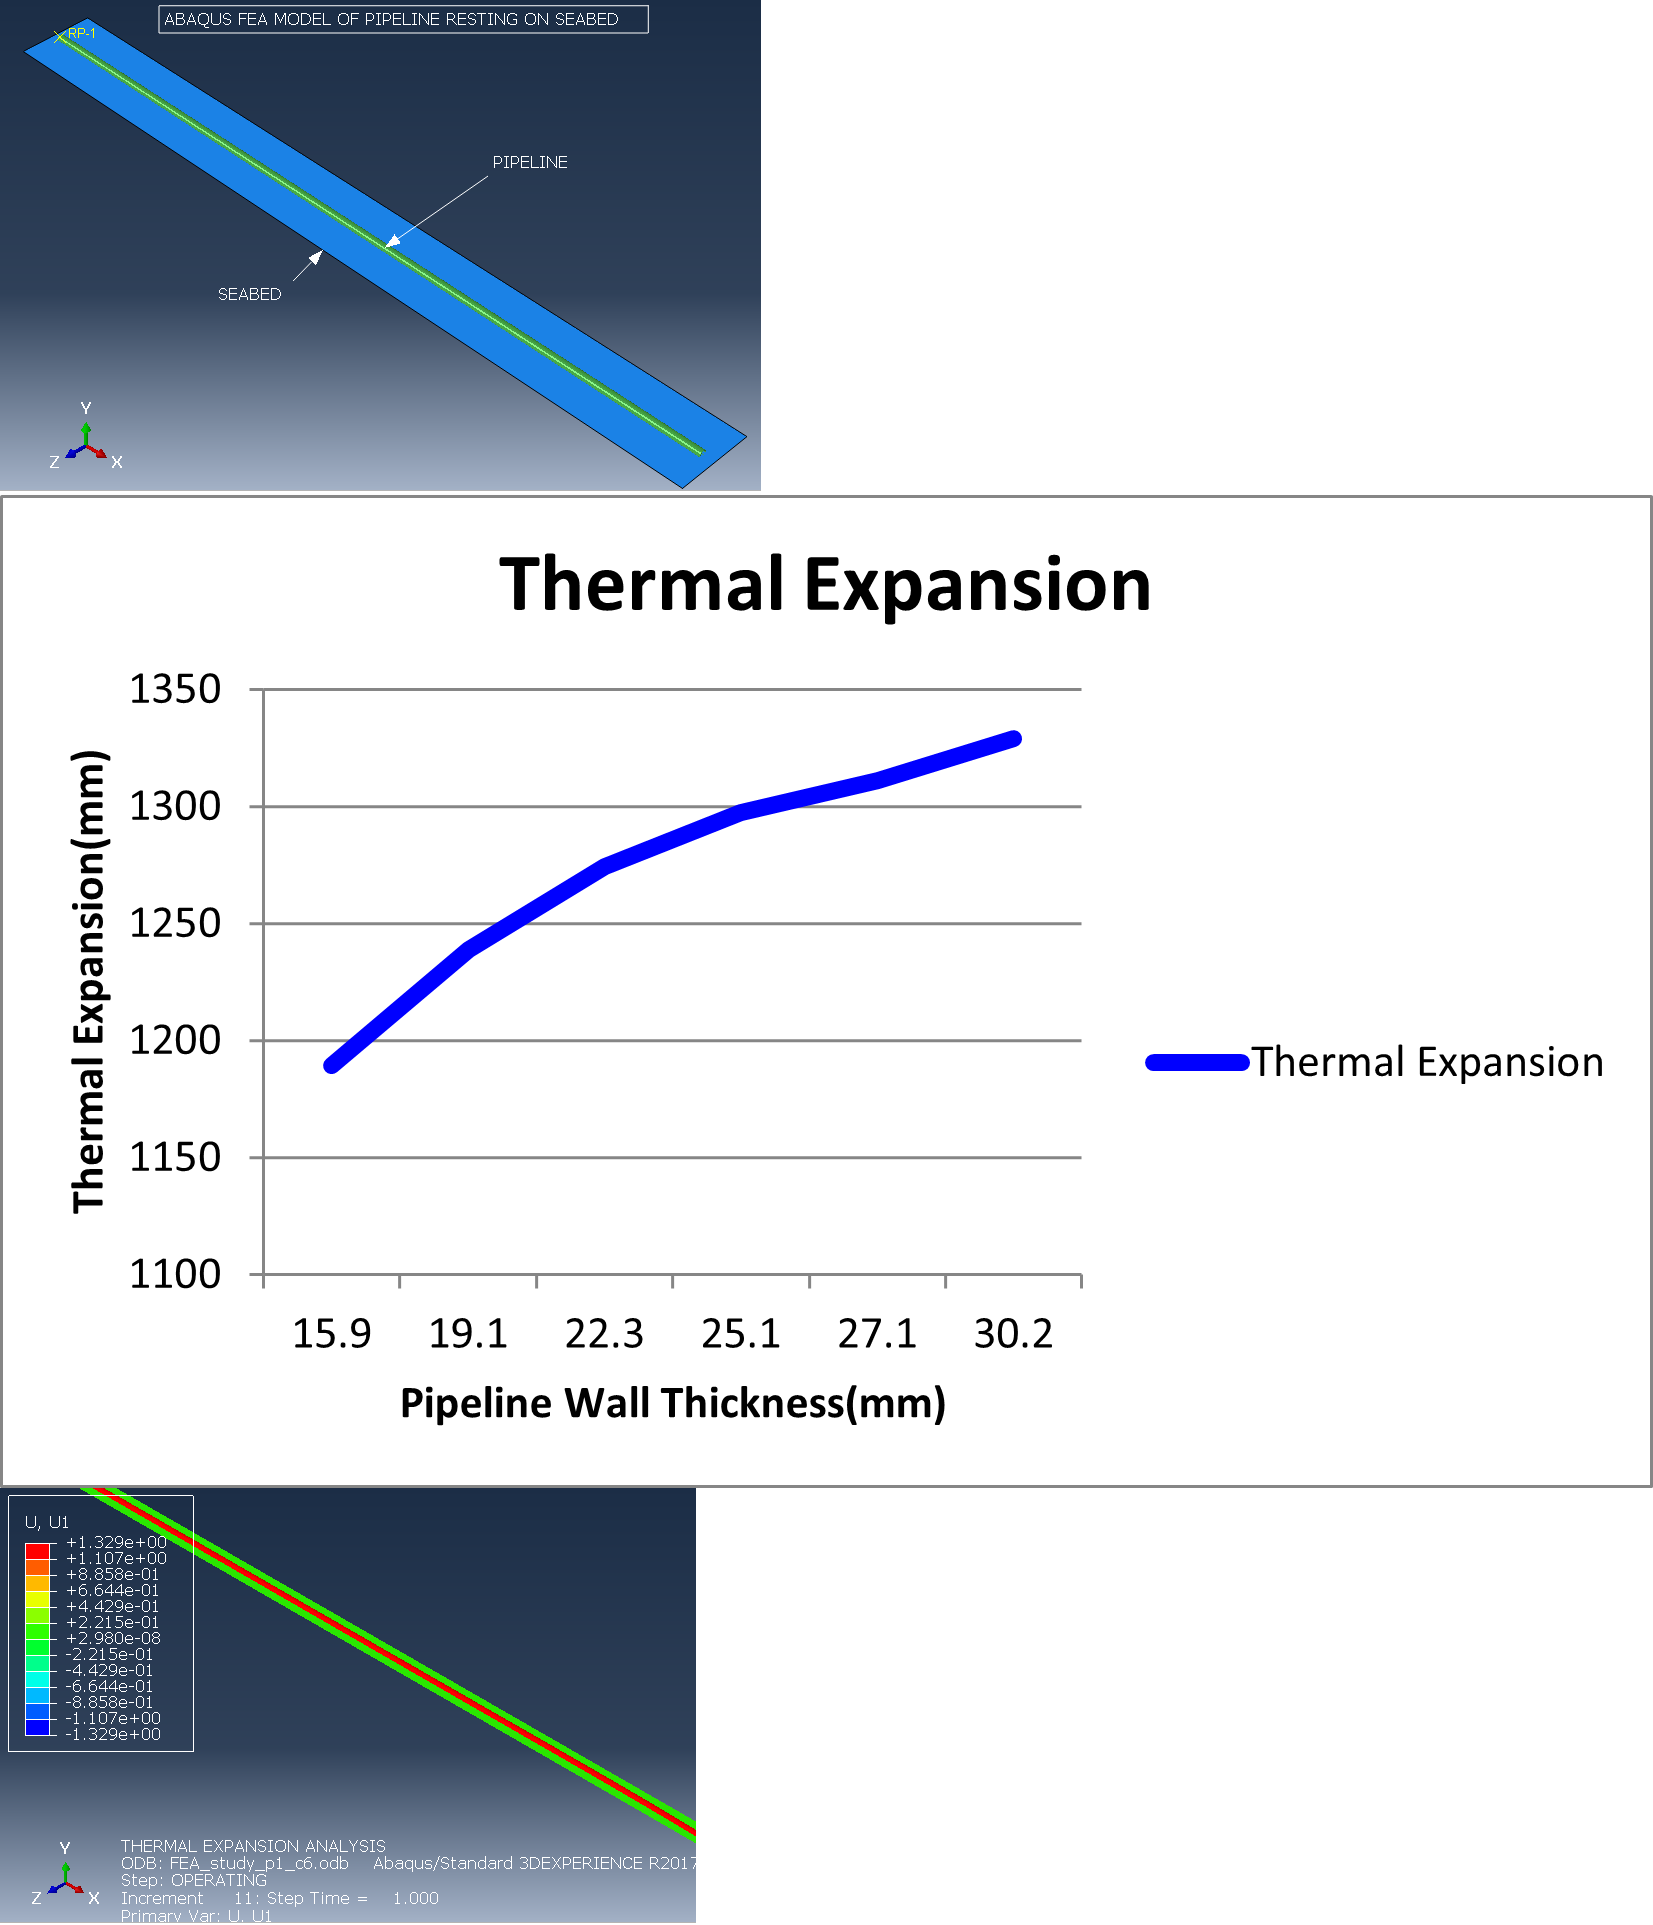 ABAQUS FEA MODEL OF PIPELINE RESTING ON SEABED
RP-1
PIPELINE
SEABED
Y
Z
X
Thermal Expansion
Thermal Expansion(mm)
1350
1300
1250
1200
1150
1100
15.9 19.1 22.3 25.1 27.1 30.2
Pipeline Wall Thickness(mm)
Thermal Expansion
U, U1
+1.329e+00
+1.107e+00
+8.858e-01
+6.644e-01
+4.429e-01
+2.215e-01
+2.980e-08
-2.215e-01
-4.429e-01
-6.644e-01
-8.858e-01
-1.107e+00
-1.329e+00
Y
Z
X
THERMAL EXPANSION ANALYSIS
ODB: FEA_study_p1_c6.odb Abaqus/Standard 3DEXPERIENCE R2017
Step: OPERATING
Increment 11: Step Time = 1.000
Primary Var: U, U1